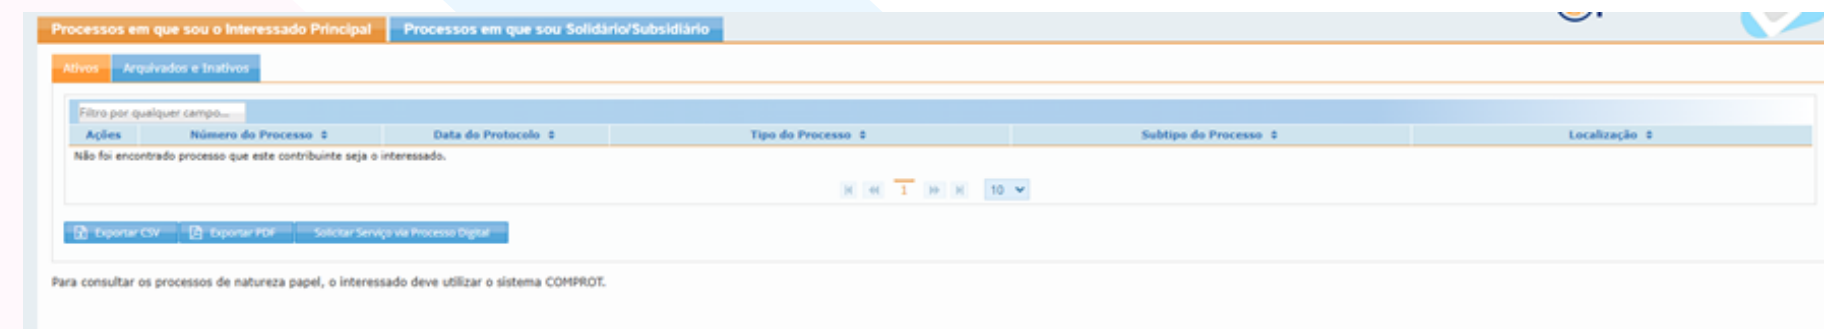 Processos em que sou o Interessado Principal Processos em que sou Solidário/Subsidiário
Ativos Arquivados e Inativos
Filtro por qualquer campo...
Ações Número do Processo Data do Protocolo Tipo do Processo Subtipo do Processo Localização
Não foi encontrado processo que este contribuinte seja o interessado.
1 10
Exportar CSV Exportar PDF Solicitar Serviço via Processo Digital
Para consultar os processos de natureza papel, o interessado deve utilizar o sistema COMPROT.